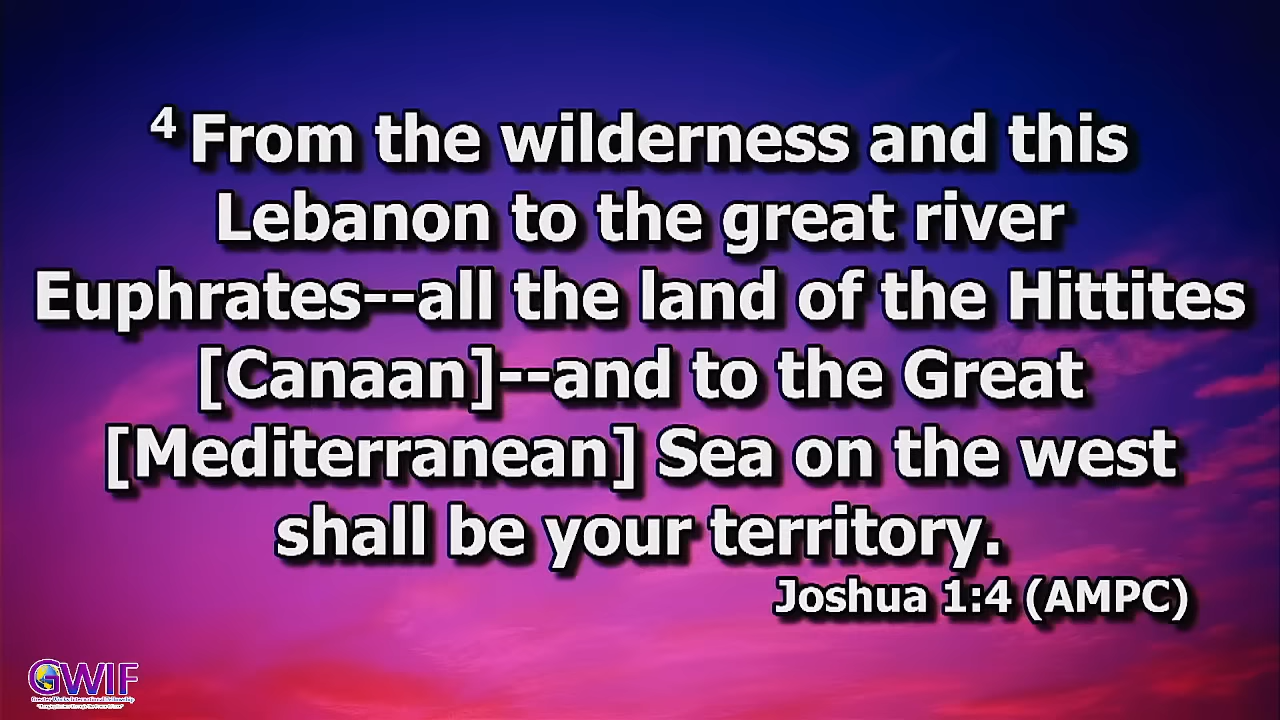 4 From the wilderness and this
Lebanon to the great river
Euphrates--all the land of the Hittites
[Canaan]--and to the Great
[Mediterranean] Sea on the west
shall be your territory.
Joshua 1:4 (AMPC)
GWIF